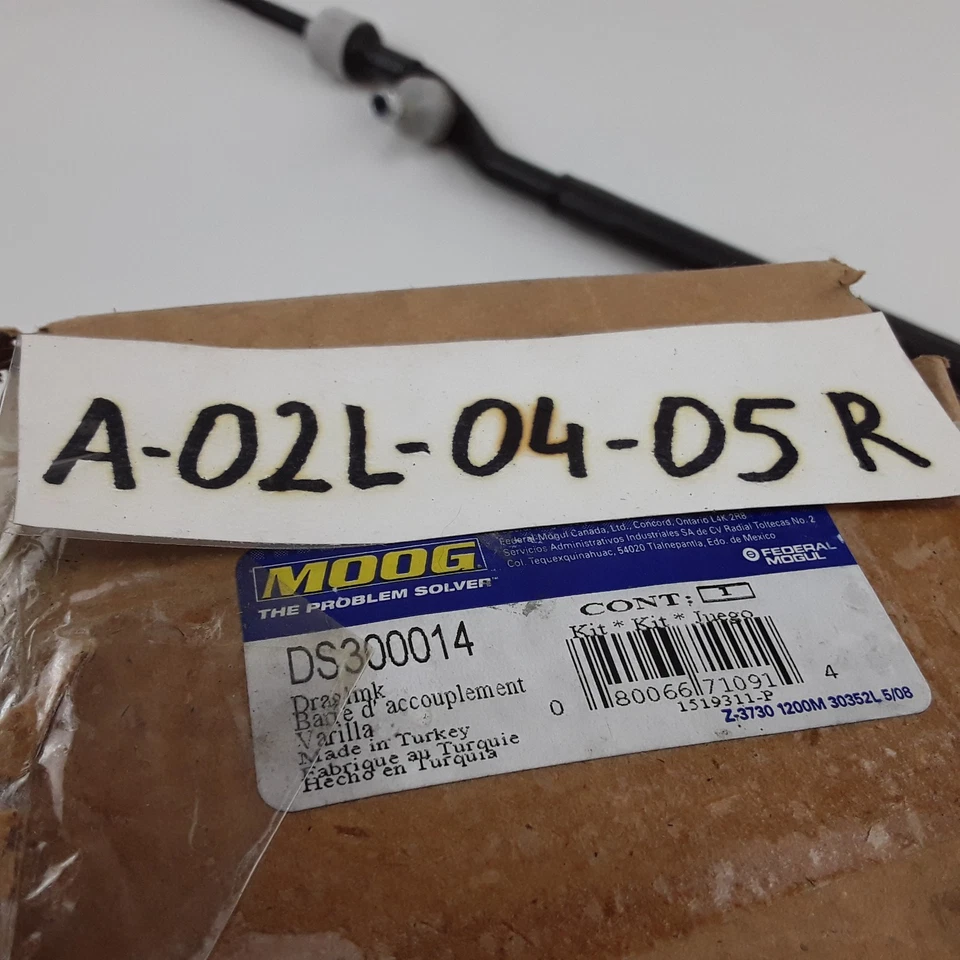 A-02L-04-05 R
Federal-Mogul Canada, Ltd., Concord, Ontario L4K 2R8
Servicios Administrativos Industriales SA de CV Radial Toltecas No. 2
Col. Tequexquinahuac, 54020 Tlalnepantla, Edo. de Mexico
FEDERAL
MOGUL
MOOG
THE PROBLEM SOLVER™
DS300014
CONT: 1
Kit * Kit * Juego
Draglink
Barre d' accouplement
Varilla
Made in Turkey
Fabrique au Turquie
Hecho en Turquia
0 80066 71091 4
1519311-P
Z-3730 1200M 30352L 5/08